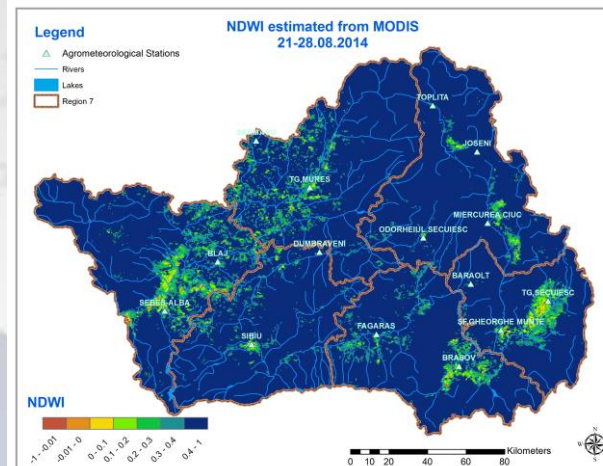 NDWI estimated from MODIS
21-28.08.2014
Legend
Agrometeorological Stations
Rivers
Lakes
Region 7
TOPLITA
JOSENI
TG.MURES
MIERCUREA CIUC
ODORHEIUL SECUIESC
DUMBRAVENI
BLAJ
BARAOLT
TG.SECUIESC
SEBES-ALBA
SF.GHEORGHE MUNTE
FAGARAS
SIBIU
BRASOV
NDWI
-1 - -0.01
-0.01 - 0
0 - 0.1
0.1 - 0.2
0.2 - 0.3
0.3 - 0.4
0.4 - 1
Kilometers
0 5 10 20 40 60 80
N
W
E
S